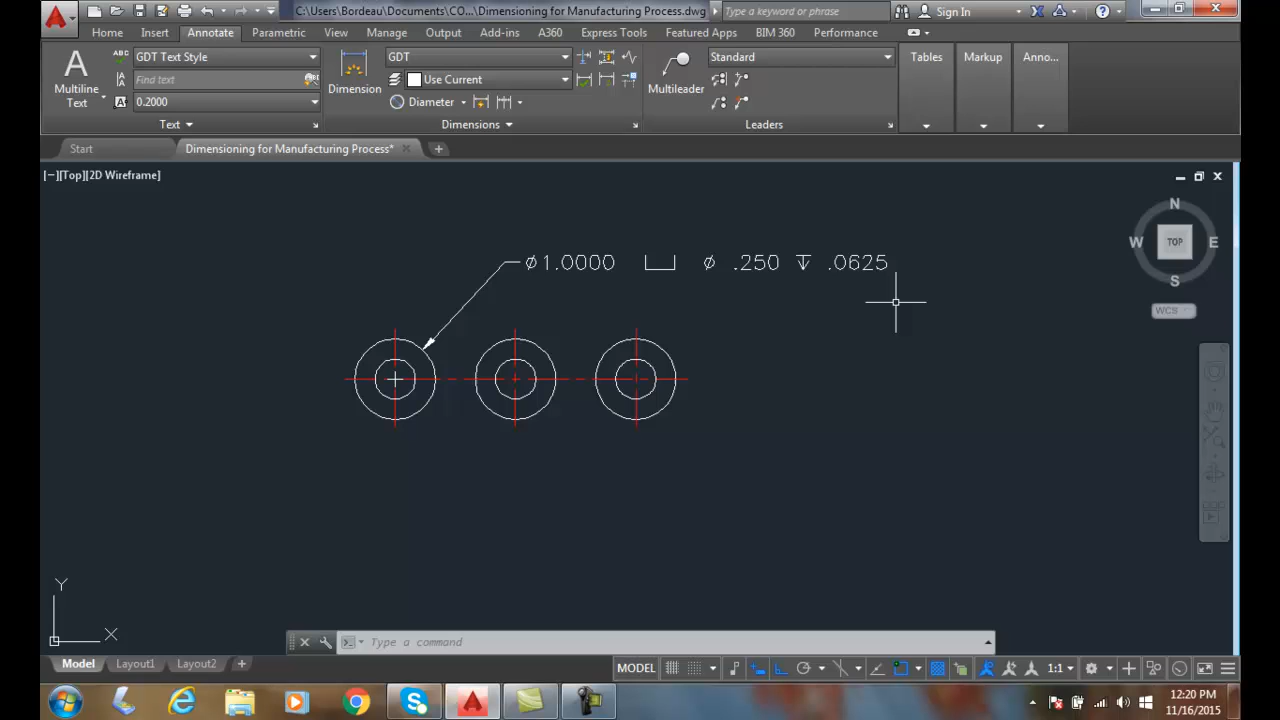 C:\Users\Bordeau\Documents\CO...\Dimensioning for Manufacturing Process.dwg
Type a keyword or phrase
Sign In
Home Insert Annotate Parametric View Manage Output Add-ins A360 Express Tools Featured Apps BIM 360 Performance
A
Multiline
Text
ABC
GDT Text Style
Find text
0.2000
Text
Dimension
GDT
Use Current
Diameter
Dimensions
Multileader
Standard
Leaders
Tables
Markup
Anno...
Start
Dimensioning for Manufacturing Process*
[−][Top][2D Wireframe]
N
W TOP E
S
WCS
⌀1.0000 ⌴ ⌀ .250 ↧ .0625
Y
X
Type a command
Model Layout1 Layout2 +
MODEL
1:1
12:20 PM
11/16/2015